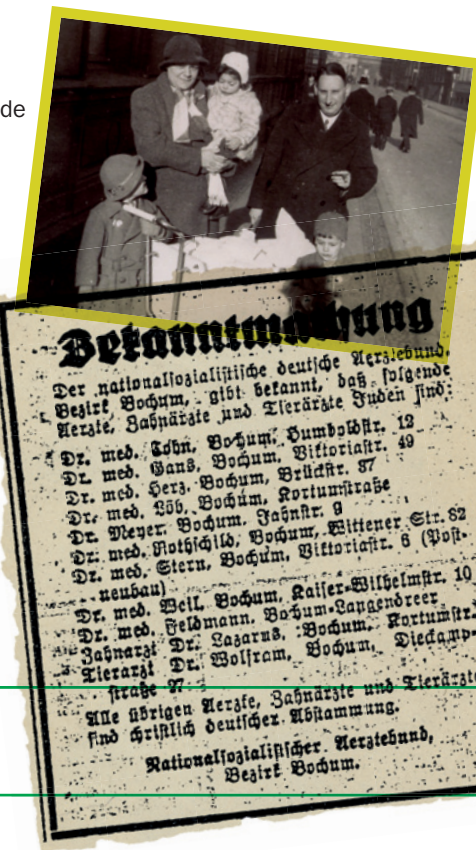 de
Bekanntmachung
Der nationalsozialistische deutsche Aerztebund,
Bezirk Bochum, gibt bekannt, daß folgende
Aerzte, Zahnärzte und Tierärzte Juden sind:
Dr. med. Cohn, Bochum, Humboldstr. 12
Dr. med. Gans, Bochum, Viktoriastr. 49
Dr. med. Herz, Bochum, Brückstr. 37
Dr. med. Löb, Bochum, Kortumstraße
Dr. Meyer, Bochum, Jahnstr. 9
Dr. med. Rothschild, Bochum, Wittener Str. 82
Dr. med. Stern, Bochum, Viktoriastr. 6 (Post-
neubau)
Dr. med. Weil, Bochum, Kaiser-Wilhelmstr. 10
Dr. med. Feldmann, Bochum-Langendreer
Zahnarzt Dr. Lazarus, Bochum, Kortumstr.
Tierarzt Dr. Wolfram, Bochum, Dieckamp-
straße
Alle übrigen Aerzte, Zahnärzte und Tierärzte
sind christlich deutscher Abstammung.
Nationalsozialistischer Aerztebund,
Bezirk Bochum.